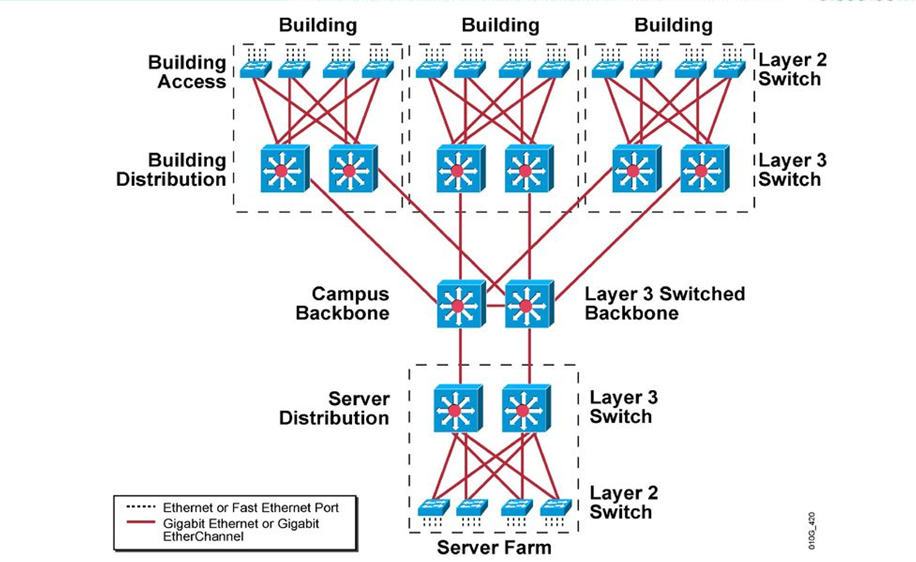 Building
Building
Building
Building
Access
Layer 2
Switch
Building
Distribution
Layer 3
Switch
Campus
Backbone
Layer 3 Switched
Backbone
Server
Distribution
Layer 3
Switch
Layer 2
Switch
Ethernet or Fast Ethernet Port
Gigabit Ethernet or Gigabit
EtherChannel
Server Farm
010G_420